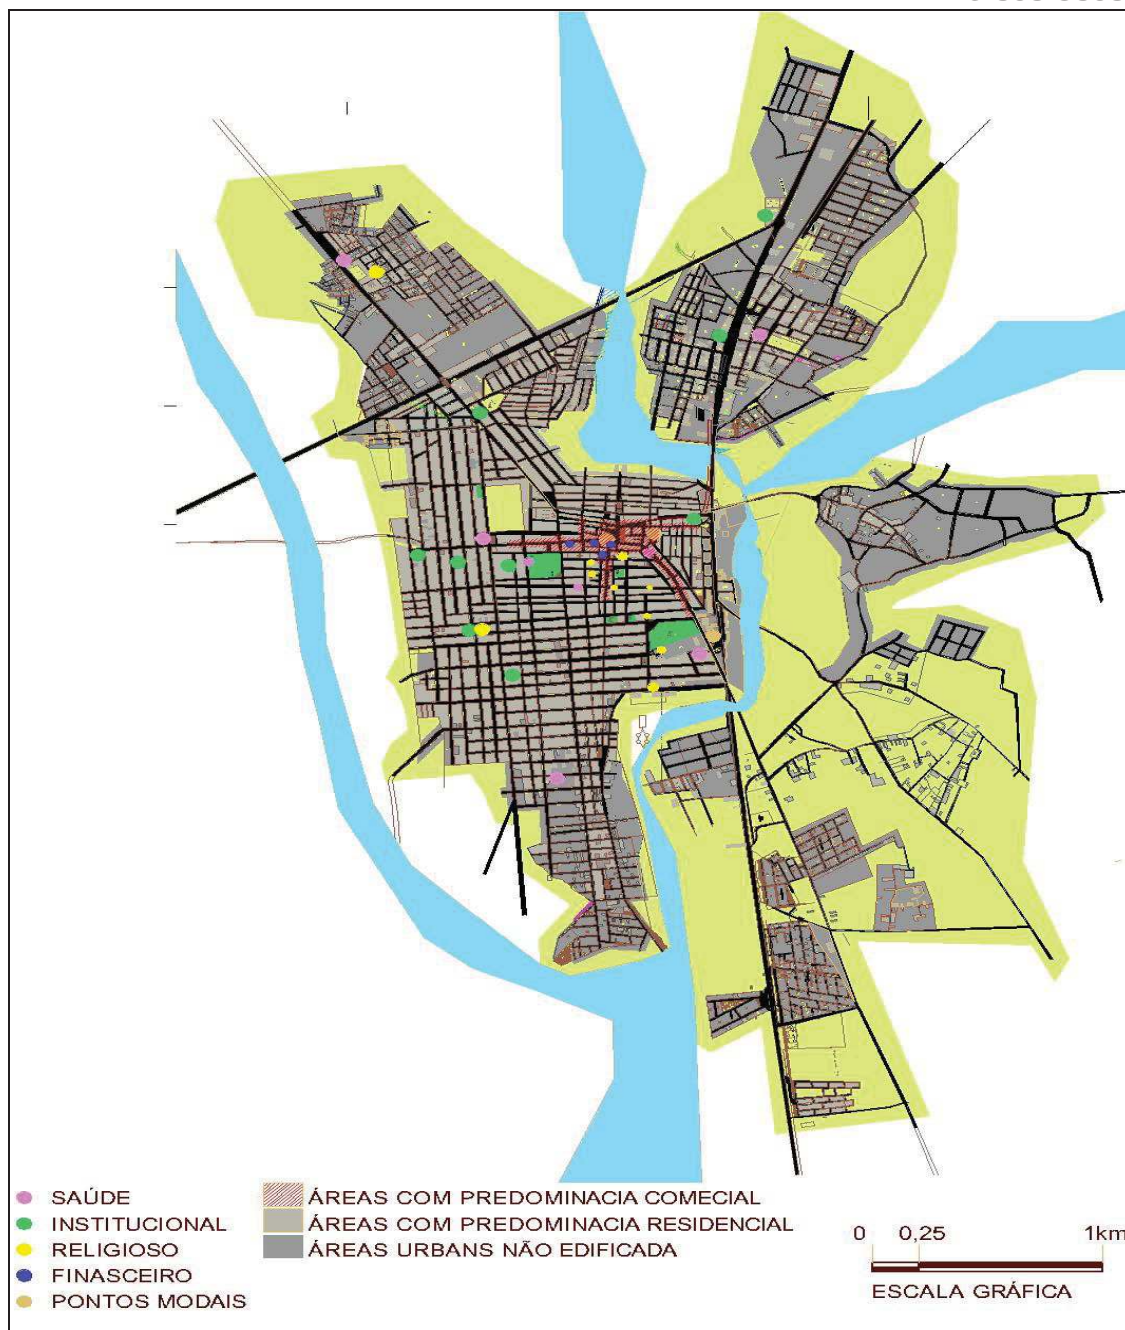 SAÚDE
INSTITUCIONAL
RELIGIOSO
FINASCEIRO
PONTOS MODAIS
ÁREAS COM PREDOMINACIA COMECIAL
ÁREAS COM PREDOMINACIA RESIDENCIAL
ÁREAS URBANS NÃO EDIFICADA
0 0,25 1km
ESCALA GRÁFICA